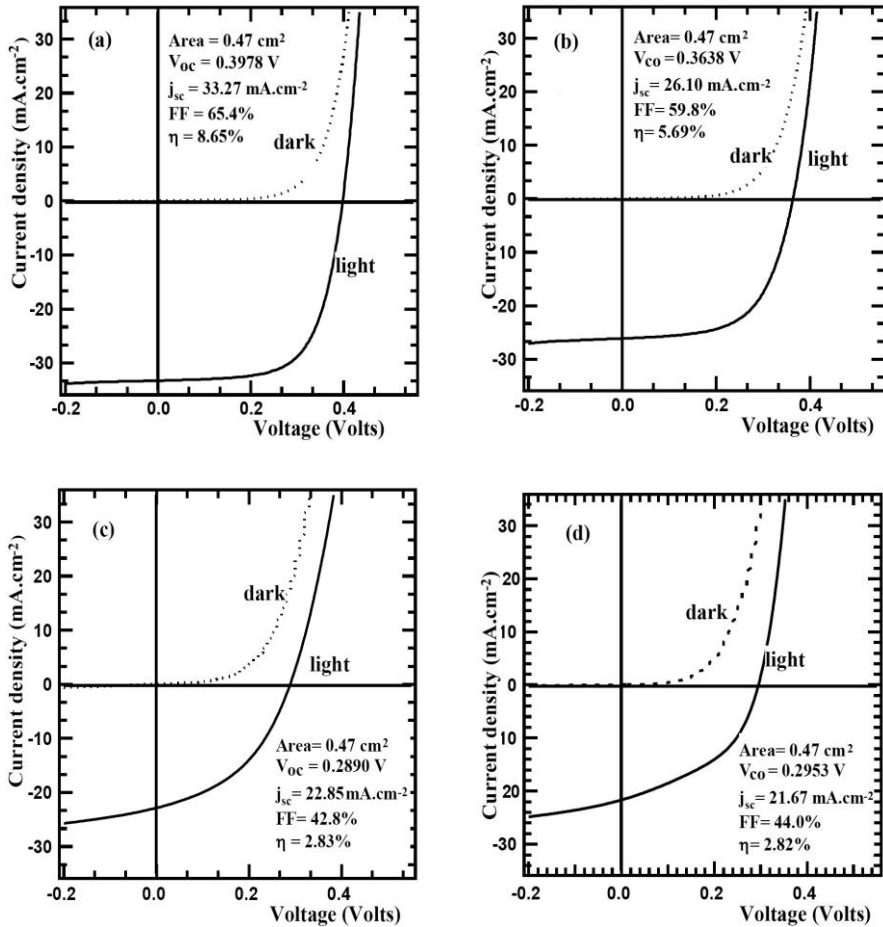 (a)
Area = 0.47 cm²
V_OC = 0.3978 V
j_sc = 33.27 mA.cm⁻²
FF = 65.4%
η = 8.65%
dark
light
Current density (mA.cm⁻²)
30
20
10
0
-10
-20
-30
-0.2 0.0 0.2 0.4
Voltage (Volts)
(b)
Area = 0.47 cm²
V_CO = 0.3638 V
j_sc = 26.10 mA.cm⁻²
FF = 59.8%
η = 5.69%
dark
light
Current density (mA.cm⁻²)
30
20
10
0
-10
-20
-30
-0.2 0.0 0.2 0.4
Voltage (Volts)
(c)
dark
light
Area= 0.47 cm²
V_OC = 0.2890 V
j_sc = 22.85 mA.cm⁻²
FF= 42.8%
η = 2.83%
Current density (mA.cm⁻²)
30
20
10
0
-10
-20
-30
-0.2 0.0 0.2 0.4
Voltage (Volts)
(d)
dark
light
Area= 0.47 cm²
V_CO = 0.2953 V
j_sc = 21.67 mA.cm⁻²
FF= 44.0%
η= 2.82%
Current density (mA.cm⁻²)
30
20
10
0
-10
-20
-30
-0.2 0.0 0.2 0.4
Voltage (Volts)